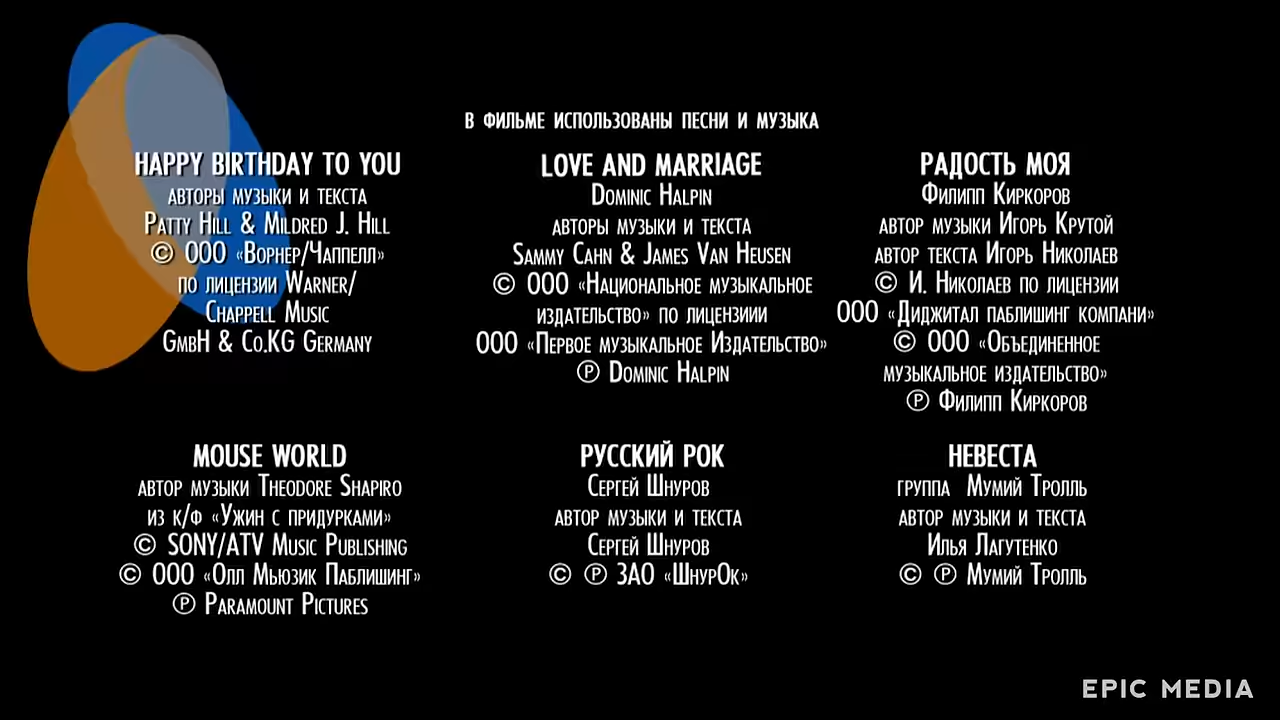 В ФИЛЬМЕ ИСПОЛЬЗОВАНЫ ПЕСНИ И МУЗЫКА
HAPPY BIRTHDAY TO YOU
АВТОРЫ МУЗЫКИ И ТЕКСТА
PATTY HILL & MILDRED J. HILL
© ООО «ВОРНЕР/ЧАППЕЛЛ»
ПО ЛИЦЕНЗИИ WARNER/
CHAPPELL MUSIC
GMBH & CO.KG GERMANY
LOVE AND MARRIAGE
DOMINIC HALPIN
АВТОРЫ МУЗЫКИ И ТЕКСТА
SAMMY CAHN & JAMES VAN HEUSEN
© ООО «НАЦИОНАЛЬНОЕ МУЗЫКАЛЬНОЕ
ИЗДАТЕЛЬСТВО» ПО ЛИЦЕНЗИИИ
ООО «ПЕРВОЕ МУЗЫКАЛЬНОЕ ИЗДАТЕЛЬСТВО»
℗ DOMINIC HALPIN
РАДОСТЬ МОЯ
ФИЛИПП КИРКОРОВ
АВТОР МУЗЫКИ ИГОРЬ КРУТОЙ
АВТОР ТЕКСТА ИГОРЬ НИКОЛАЕВ
© И. НИКОЛАЕВ ПО ЛИЦЕНЗИИ
ООО «ДИДЖИТАЛ ПАБЛИШИНГ КОМПАНИ»
© ООО «ОБЪЕДИНЕННОЕ
МУЗЫКАЛЬНОЕ ИЗДАТЕЛЬСТВО»
℗ ФИЛИПП КИРКОРОВ
MOUSE WORLD
АВТОР МУЗЫКИ THEODORE SHAPIRO
ИЗ К/Ф «УЖИН С ПРИДУРКАМИ»
© SONY/ATV MUSIC PUBLISHING
© ООО «ОЛЛ МЬЮЗИК ПАБЛИШИНГ»
℗ PARAMOUNT PICTURES
РУССКИЙ РОК
СЕРГЕЙ ШНУРОВ
АВТОР МУЗЫКИ И ТЕКСТА
СЕРГЕЙ ШНУРОВ
© ℗ ЗАО «ШНУРОК»
НЕВЕСТА
ГРУППА МУМИЙ ТРОЛЛЬ
АВТОР МУЗЫКИ И ТЕКСТА
ИЛЬЯ ЛАГУТЕНКО
© ℗ МУМИЙ ТРОЛЛЬ
EPIC MEDIA